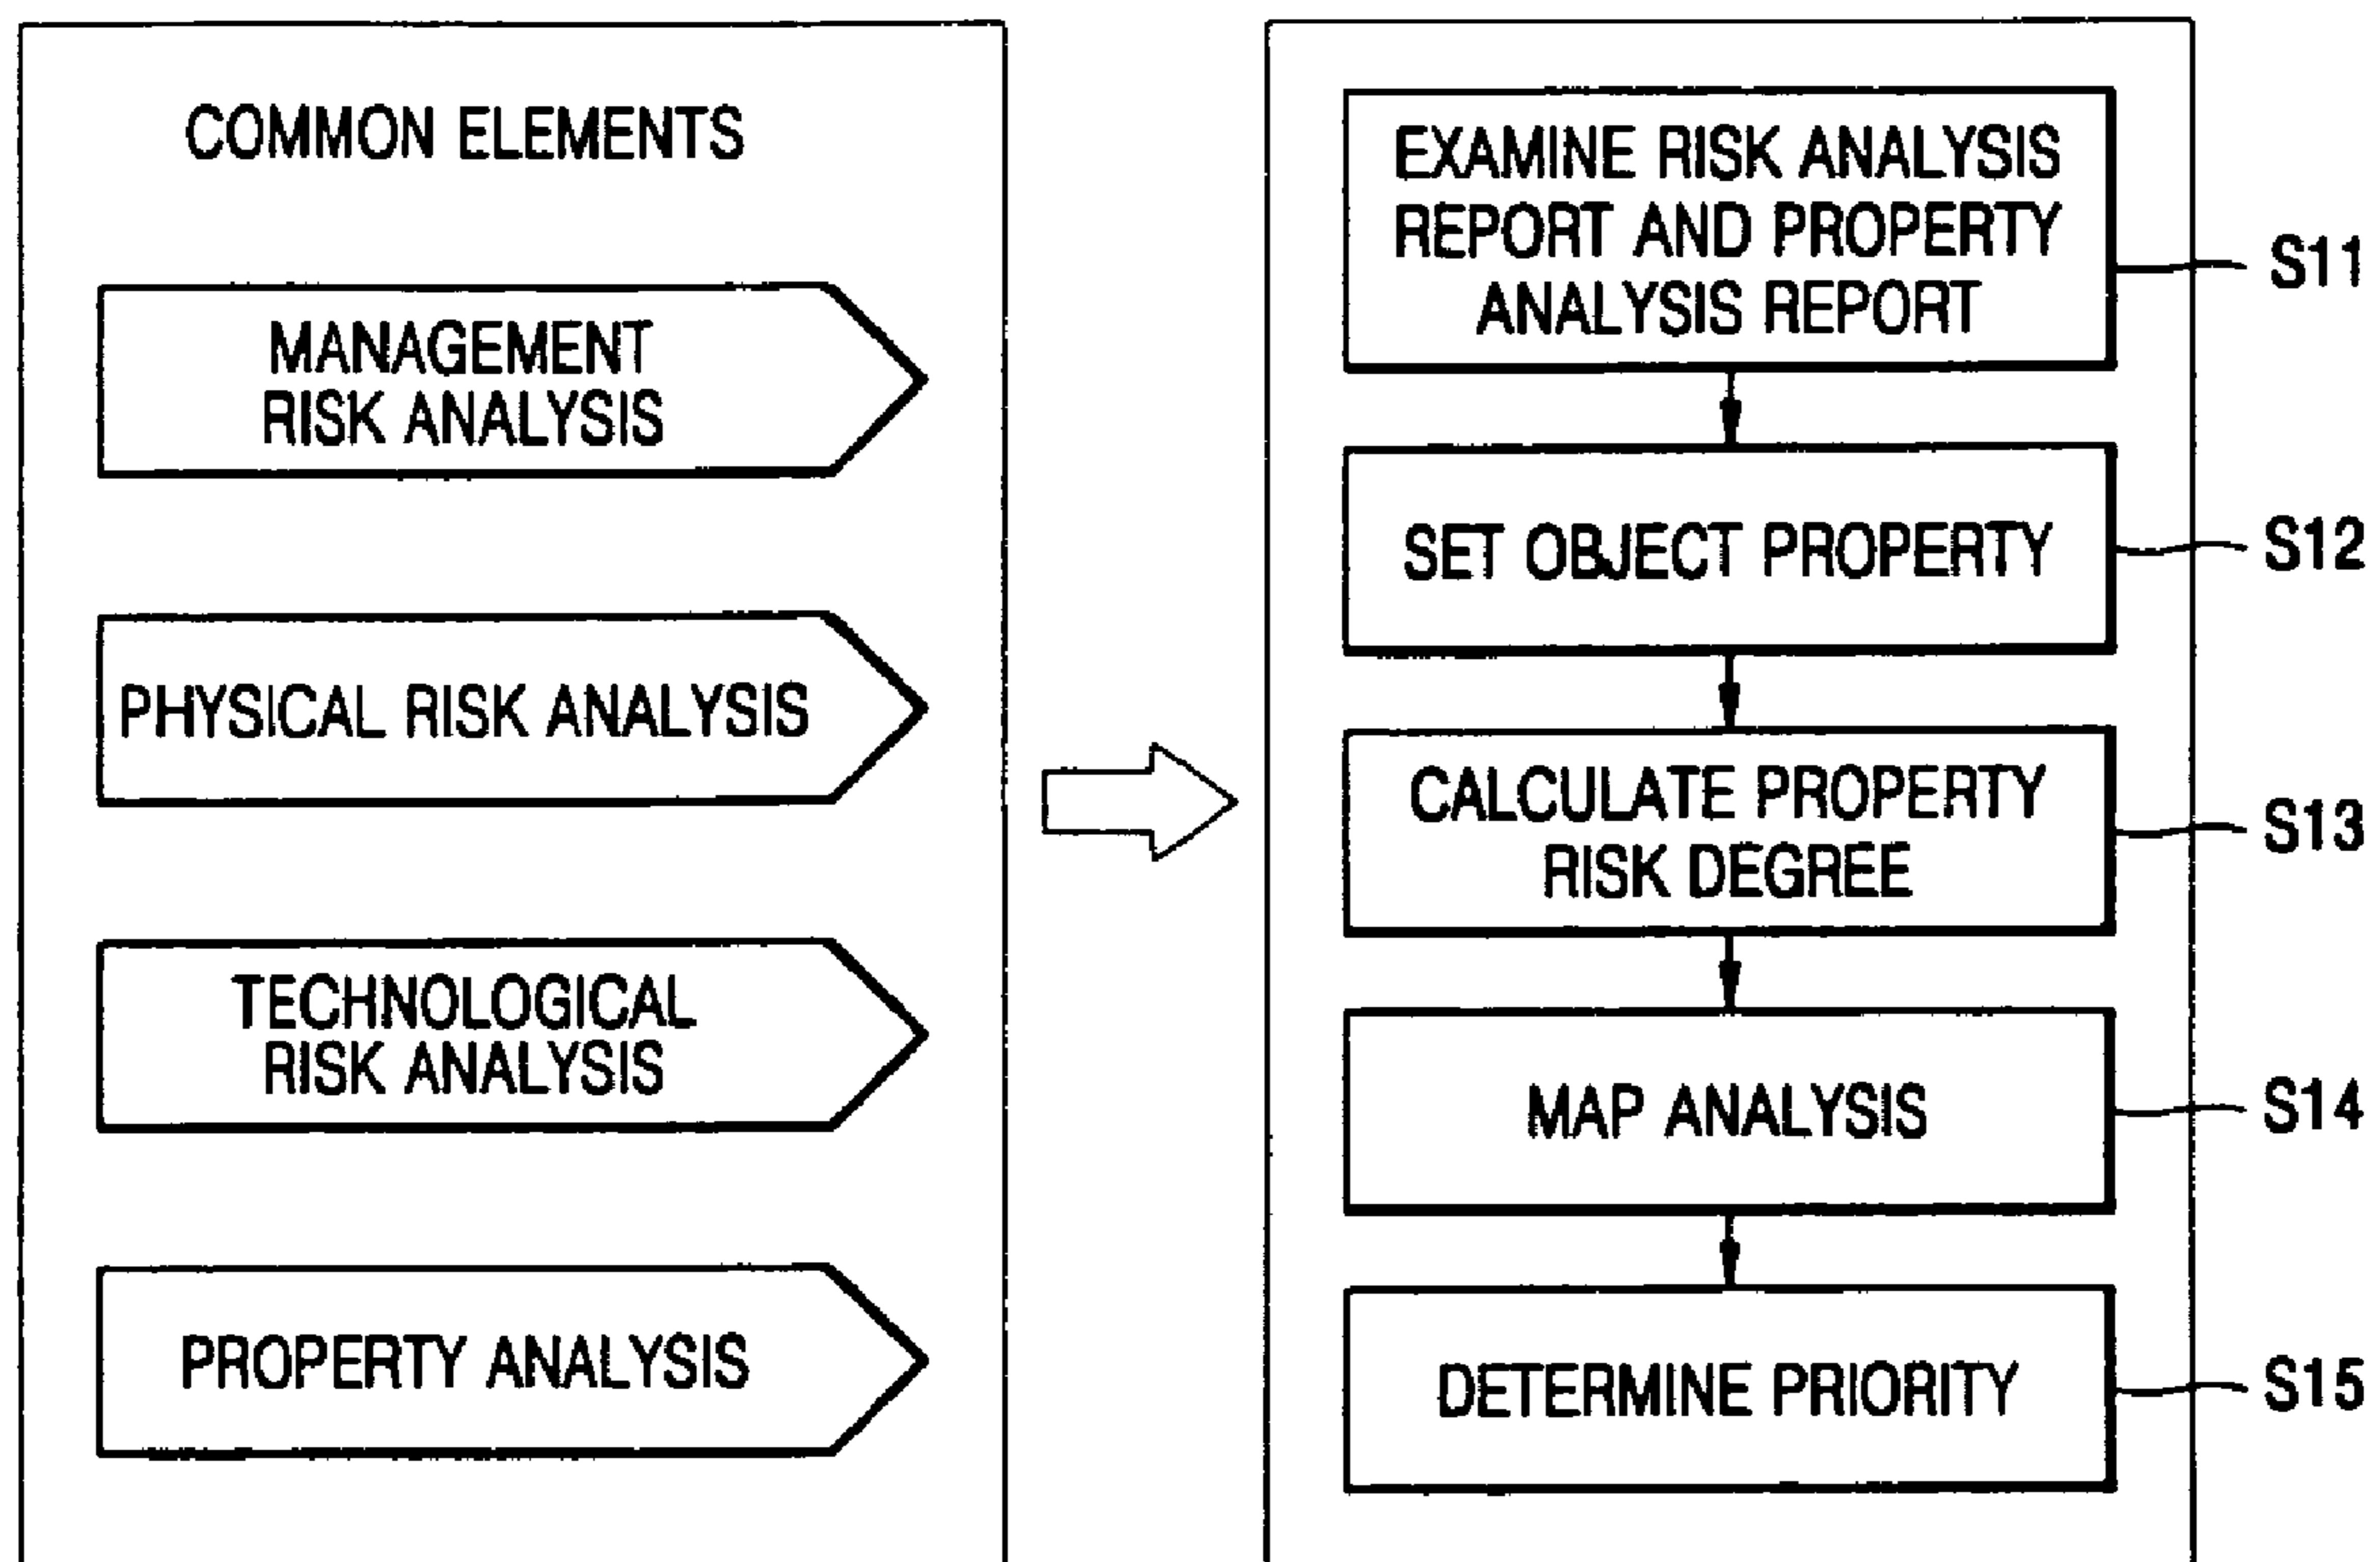 COMMON ELEMENTS
MANAGEMENT
RISK ANALYSIS
PHYSICAL RISK ANALYSIS
TECHNOLOGICAL
RISK ANALYSIS
PROPERTY ANALYSIS
EXAMINE RISK ANALYSIS
REPORT AND PROPERTY
ANALYSIS REPORT
S11
SET OBJECT PROPERTY
S12
CALCULATE PROPERTY
RISK DEGREE
S13
MAP ANALYSIS
S14
DETERMINE PRIORITY
S15